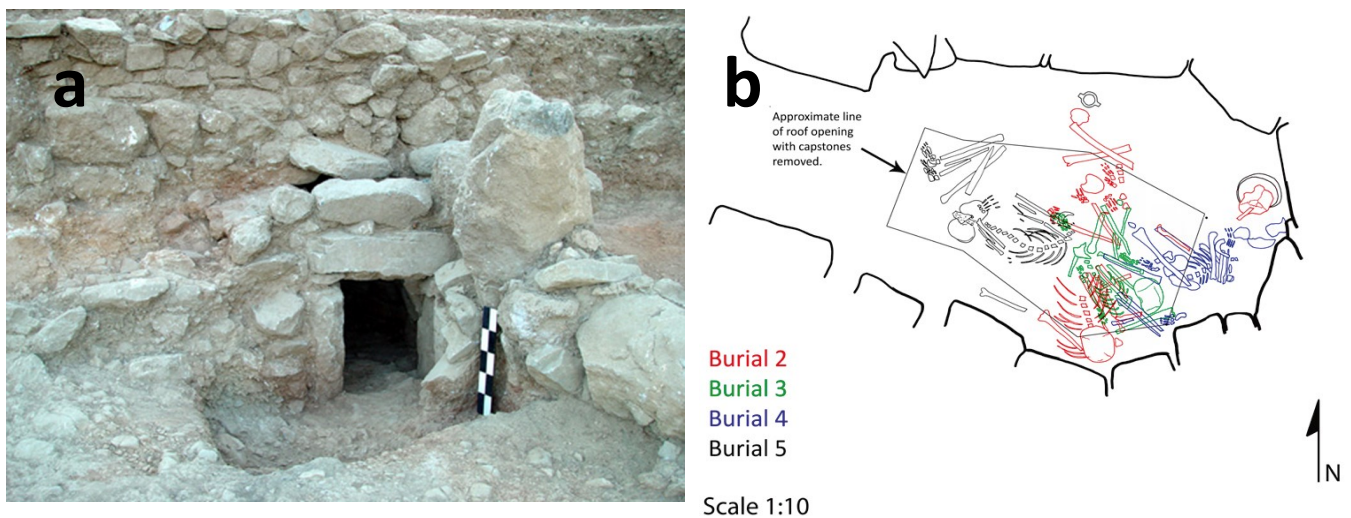 a
b
Approximate line
of roof opening
with capstones
removed.
Burial 2
Burial 3
Burial 4
Burial 5
Scale 1:10
N